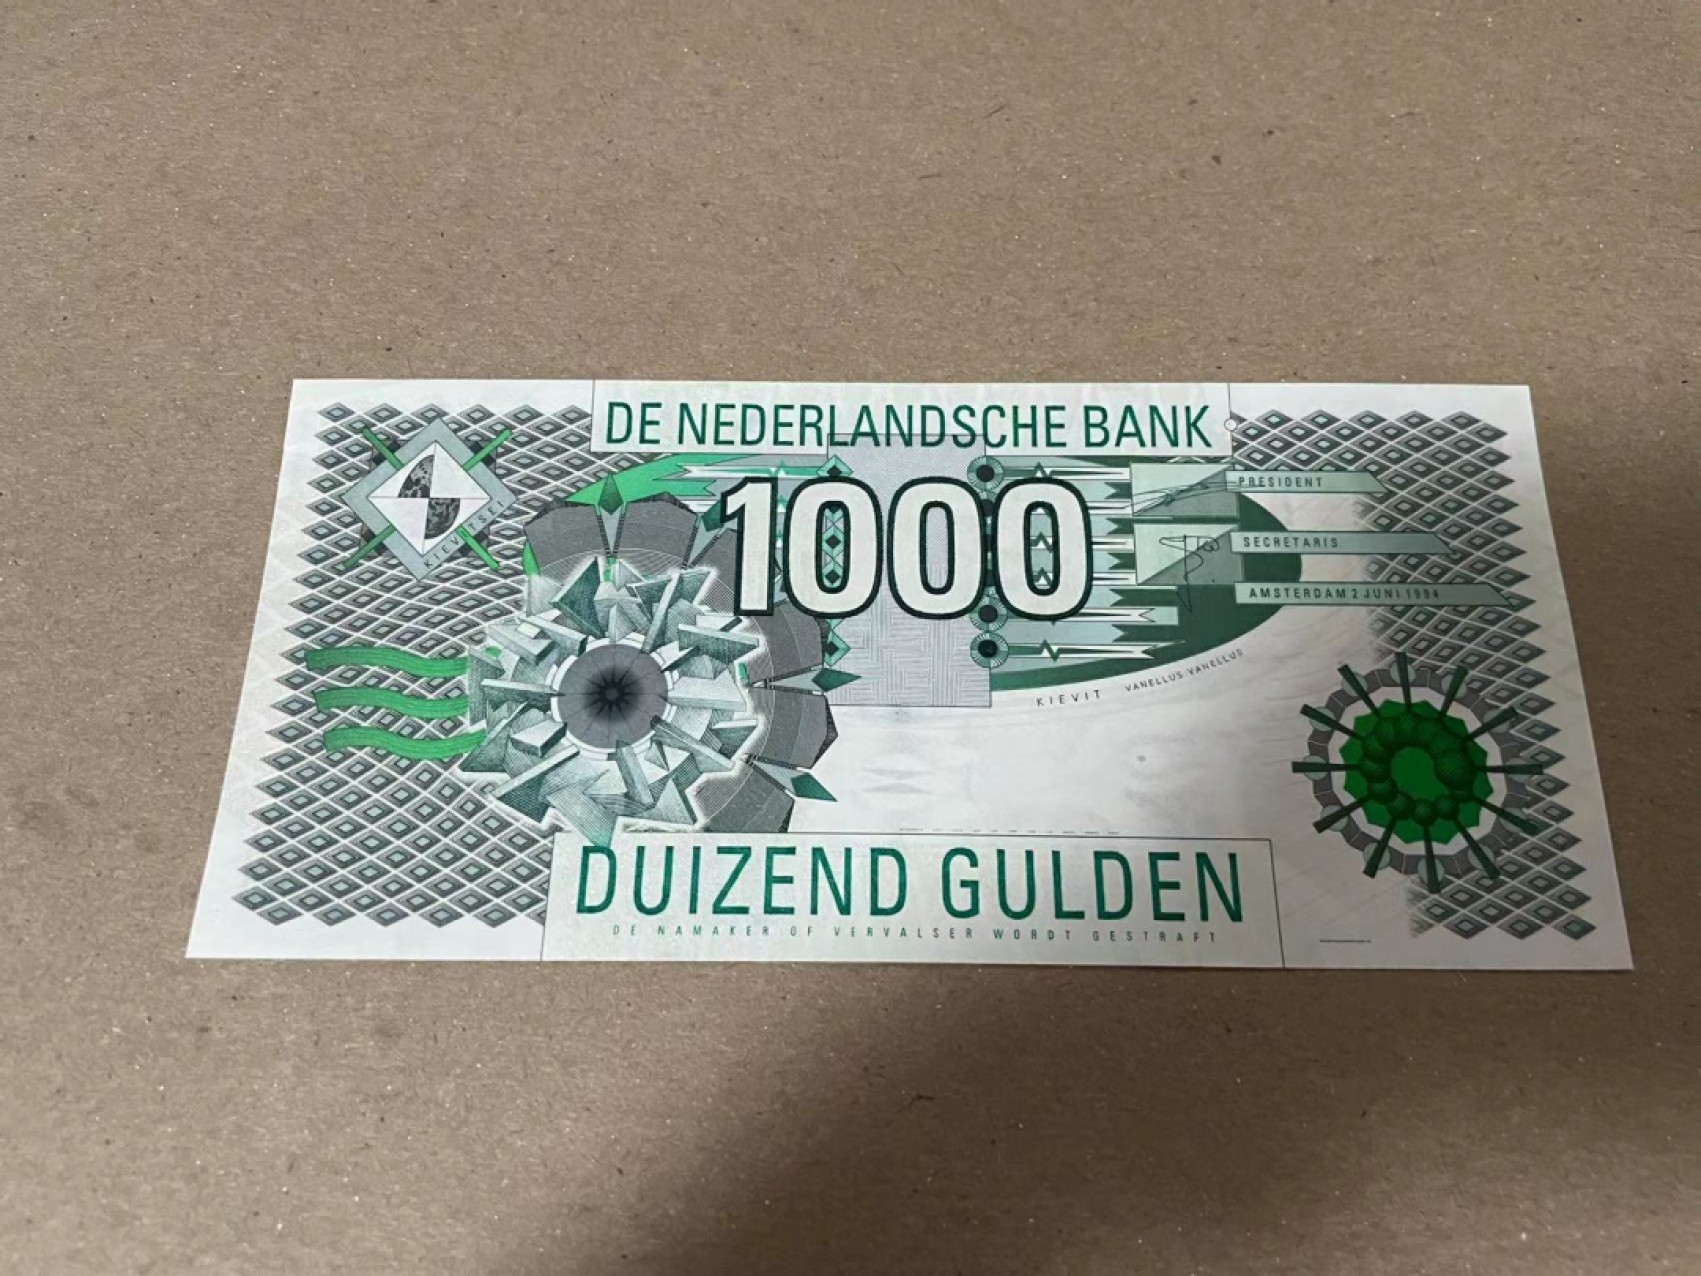 DE NEDERLANDSCHE BANK
1000
PRESIDENT
SECRETARIS
AMSTERDAM 2 JUNI 1994
KIEVIT VANELLUS VANELLUS
DUIZEND GULDEN
DE NAMAKER OF VERVALSER WORDT GESTRAFT